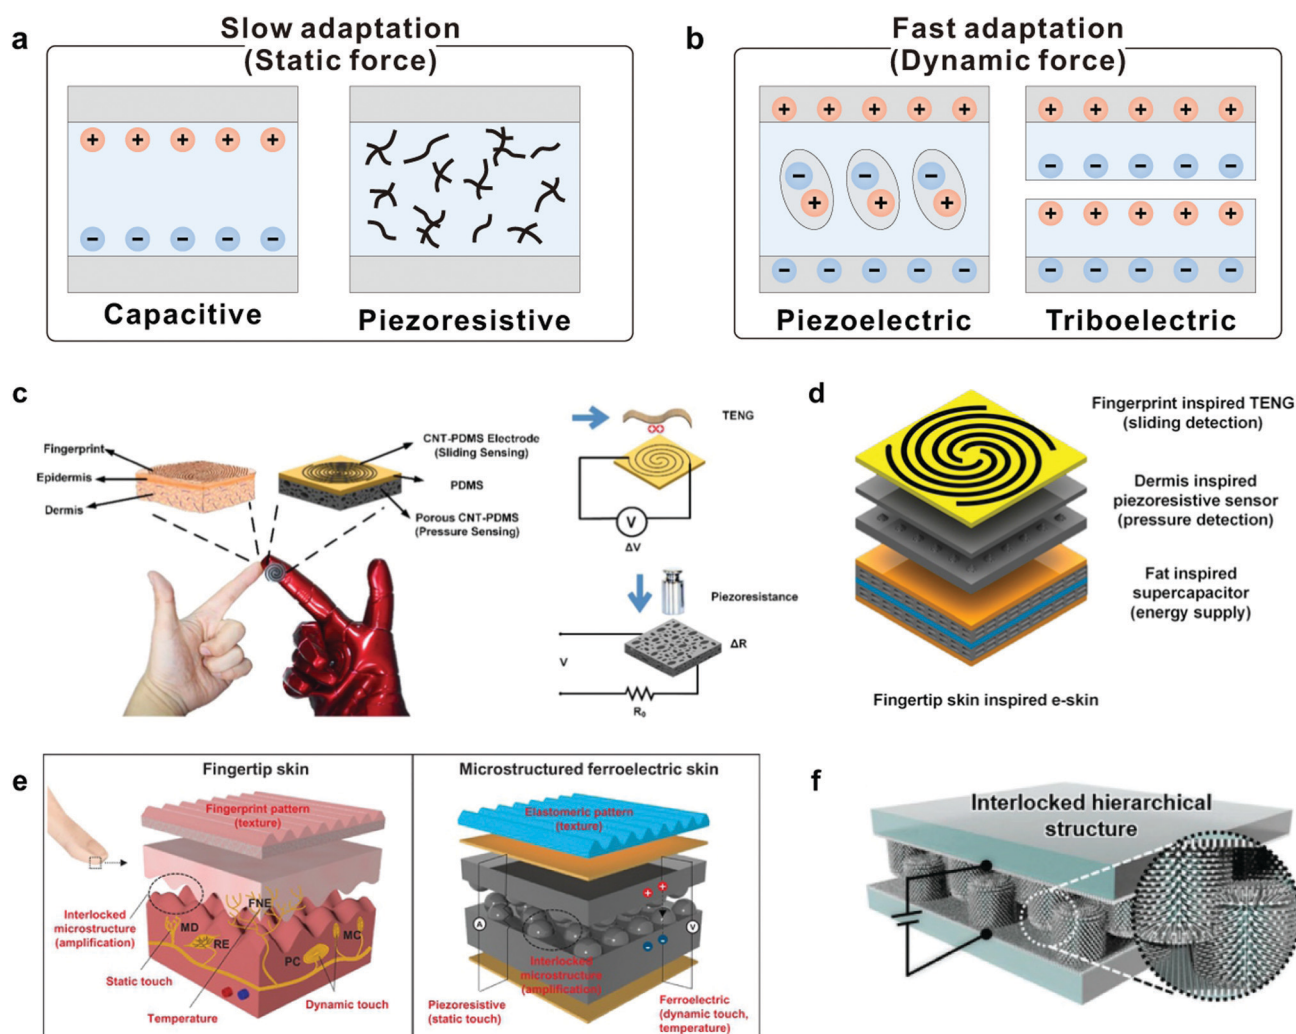 a
Slow adaptation
(Static force)
+ + + + +
− − − − −
Capacitive
Piezoresistive
b
Fast adaptation
(Dynamic force)
+ + + + +
− − −
+ + +
− − − − −
Piezoelectric
+ + + + +
− − − − −
+ + + + +
− − − − −
Triboelectric
c
Fingerprint
Epidermis
Dermis
CNT-PDMS Electrode
(Sliding Sensing)
PDMS
Porous CNT-PDMS
(Pressure Sensing)
TENG
V
ΔV
Piezoresistance
ΔR
V
R₀
d
Fingerprint inspired TENG
(sliding detection)
Dermis inspired
piezoresistive sensor
(pressure detection)
Fat inspired
supercapacitor
(energy supply)
Fingertip skin inspired e-skin
e
Fingertip skin
Fingerprint pattern
(texture)
Interlocked
microstructure
(amplification)
FNE
MD
RE
MC
PC
Static touch
Dynamic touch
Temperature
Microstructured ferroelectric skin
Elastomeric pattern
(texture)
+ +
A
V
− −
Interlocked
microstructure
(amplification)
Piezoresistive
(static touch)
Ferroelectric
(dynamic touch,
temperature)
f
Interlocked hierarchical
structure